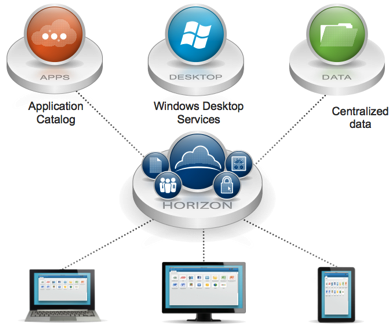 APPS
DESKTOP
DATA
Application
Catalog
Windows Desktop
Services
Centralized
data
HORIZON